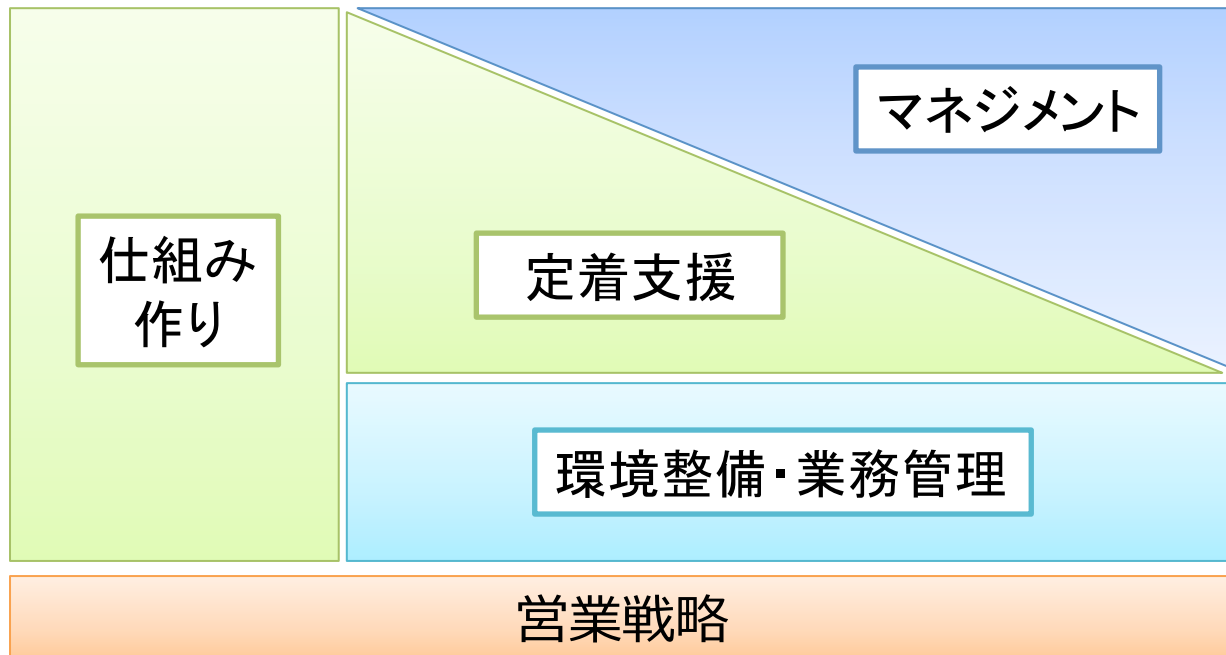 マネジメント
仕組み
作り
定着支援
環境整備・業務管理
営業戦略